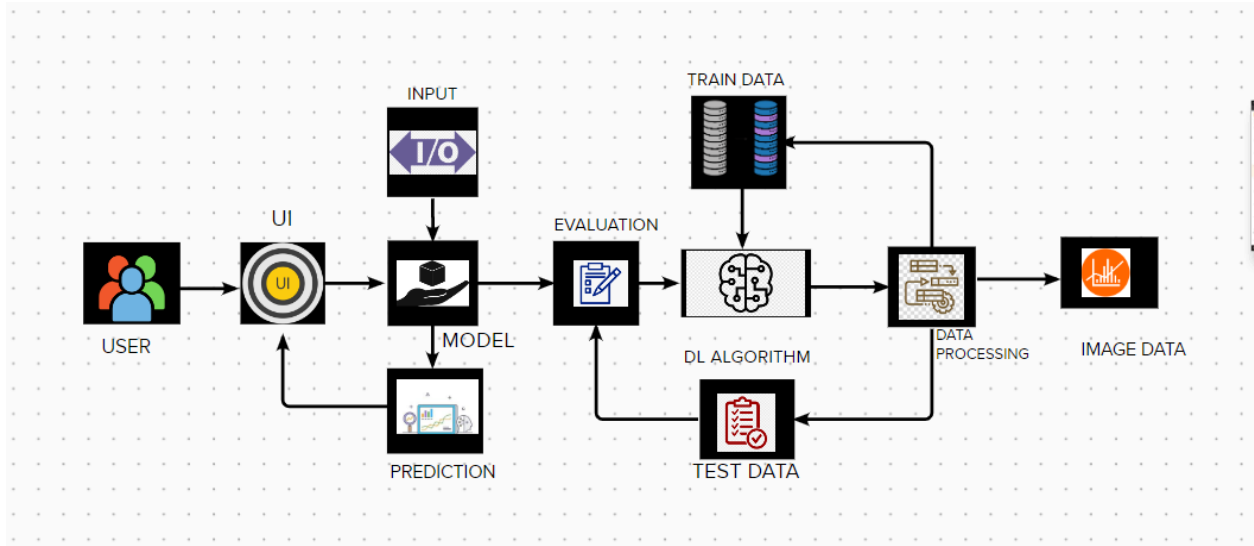 TRAIN DATA
INPUT
I/O
UI
EVALUATION
UI
USER
MODEL
DATA
PROCESSING
DL ALGORITHM
IMAGE DATA
PREDICTION
TEST DATA